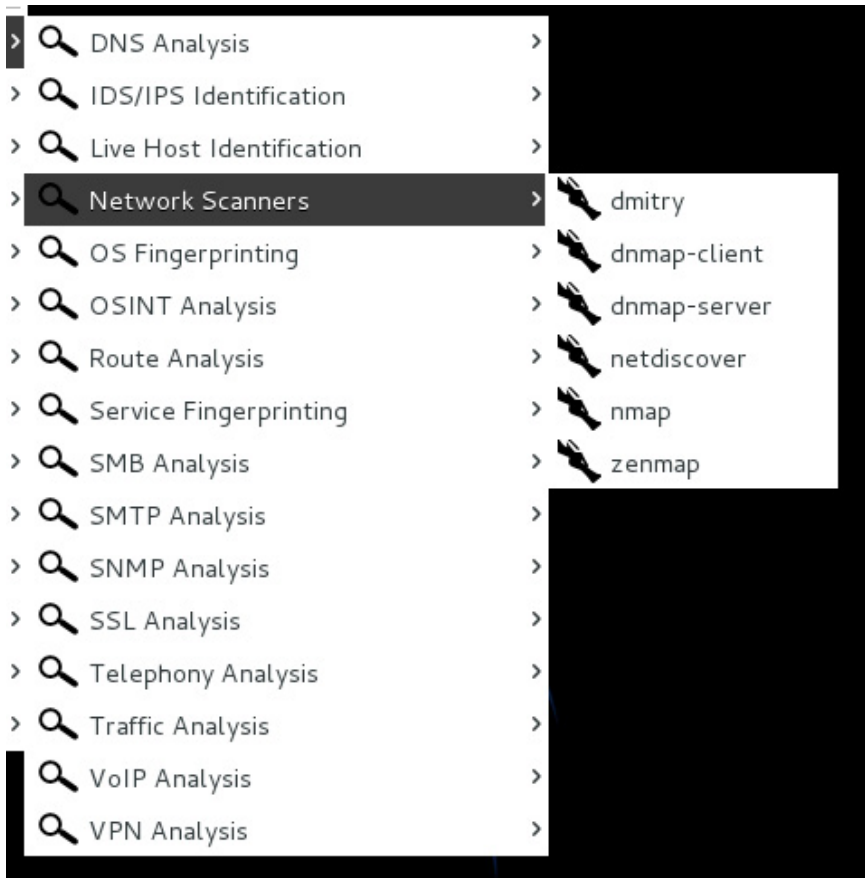 DNS Analysis
IDS/IPS Identification
Live Host Identification
Network Scanners
OS Fingerprinting
OSINT Analysis
Route Analysis
Service Fingerprinting
SMB Analysis
SMTP Analysis
SNMP Analysis
SSL Analysis
Telephony Analysis
Traffic Analysis
VoIP Analysis
VPN Analysis
dmitry
dnmap-client
dnmap-server
netdiscover
nmap
zenmap